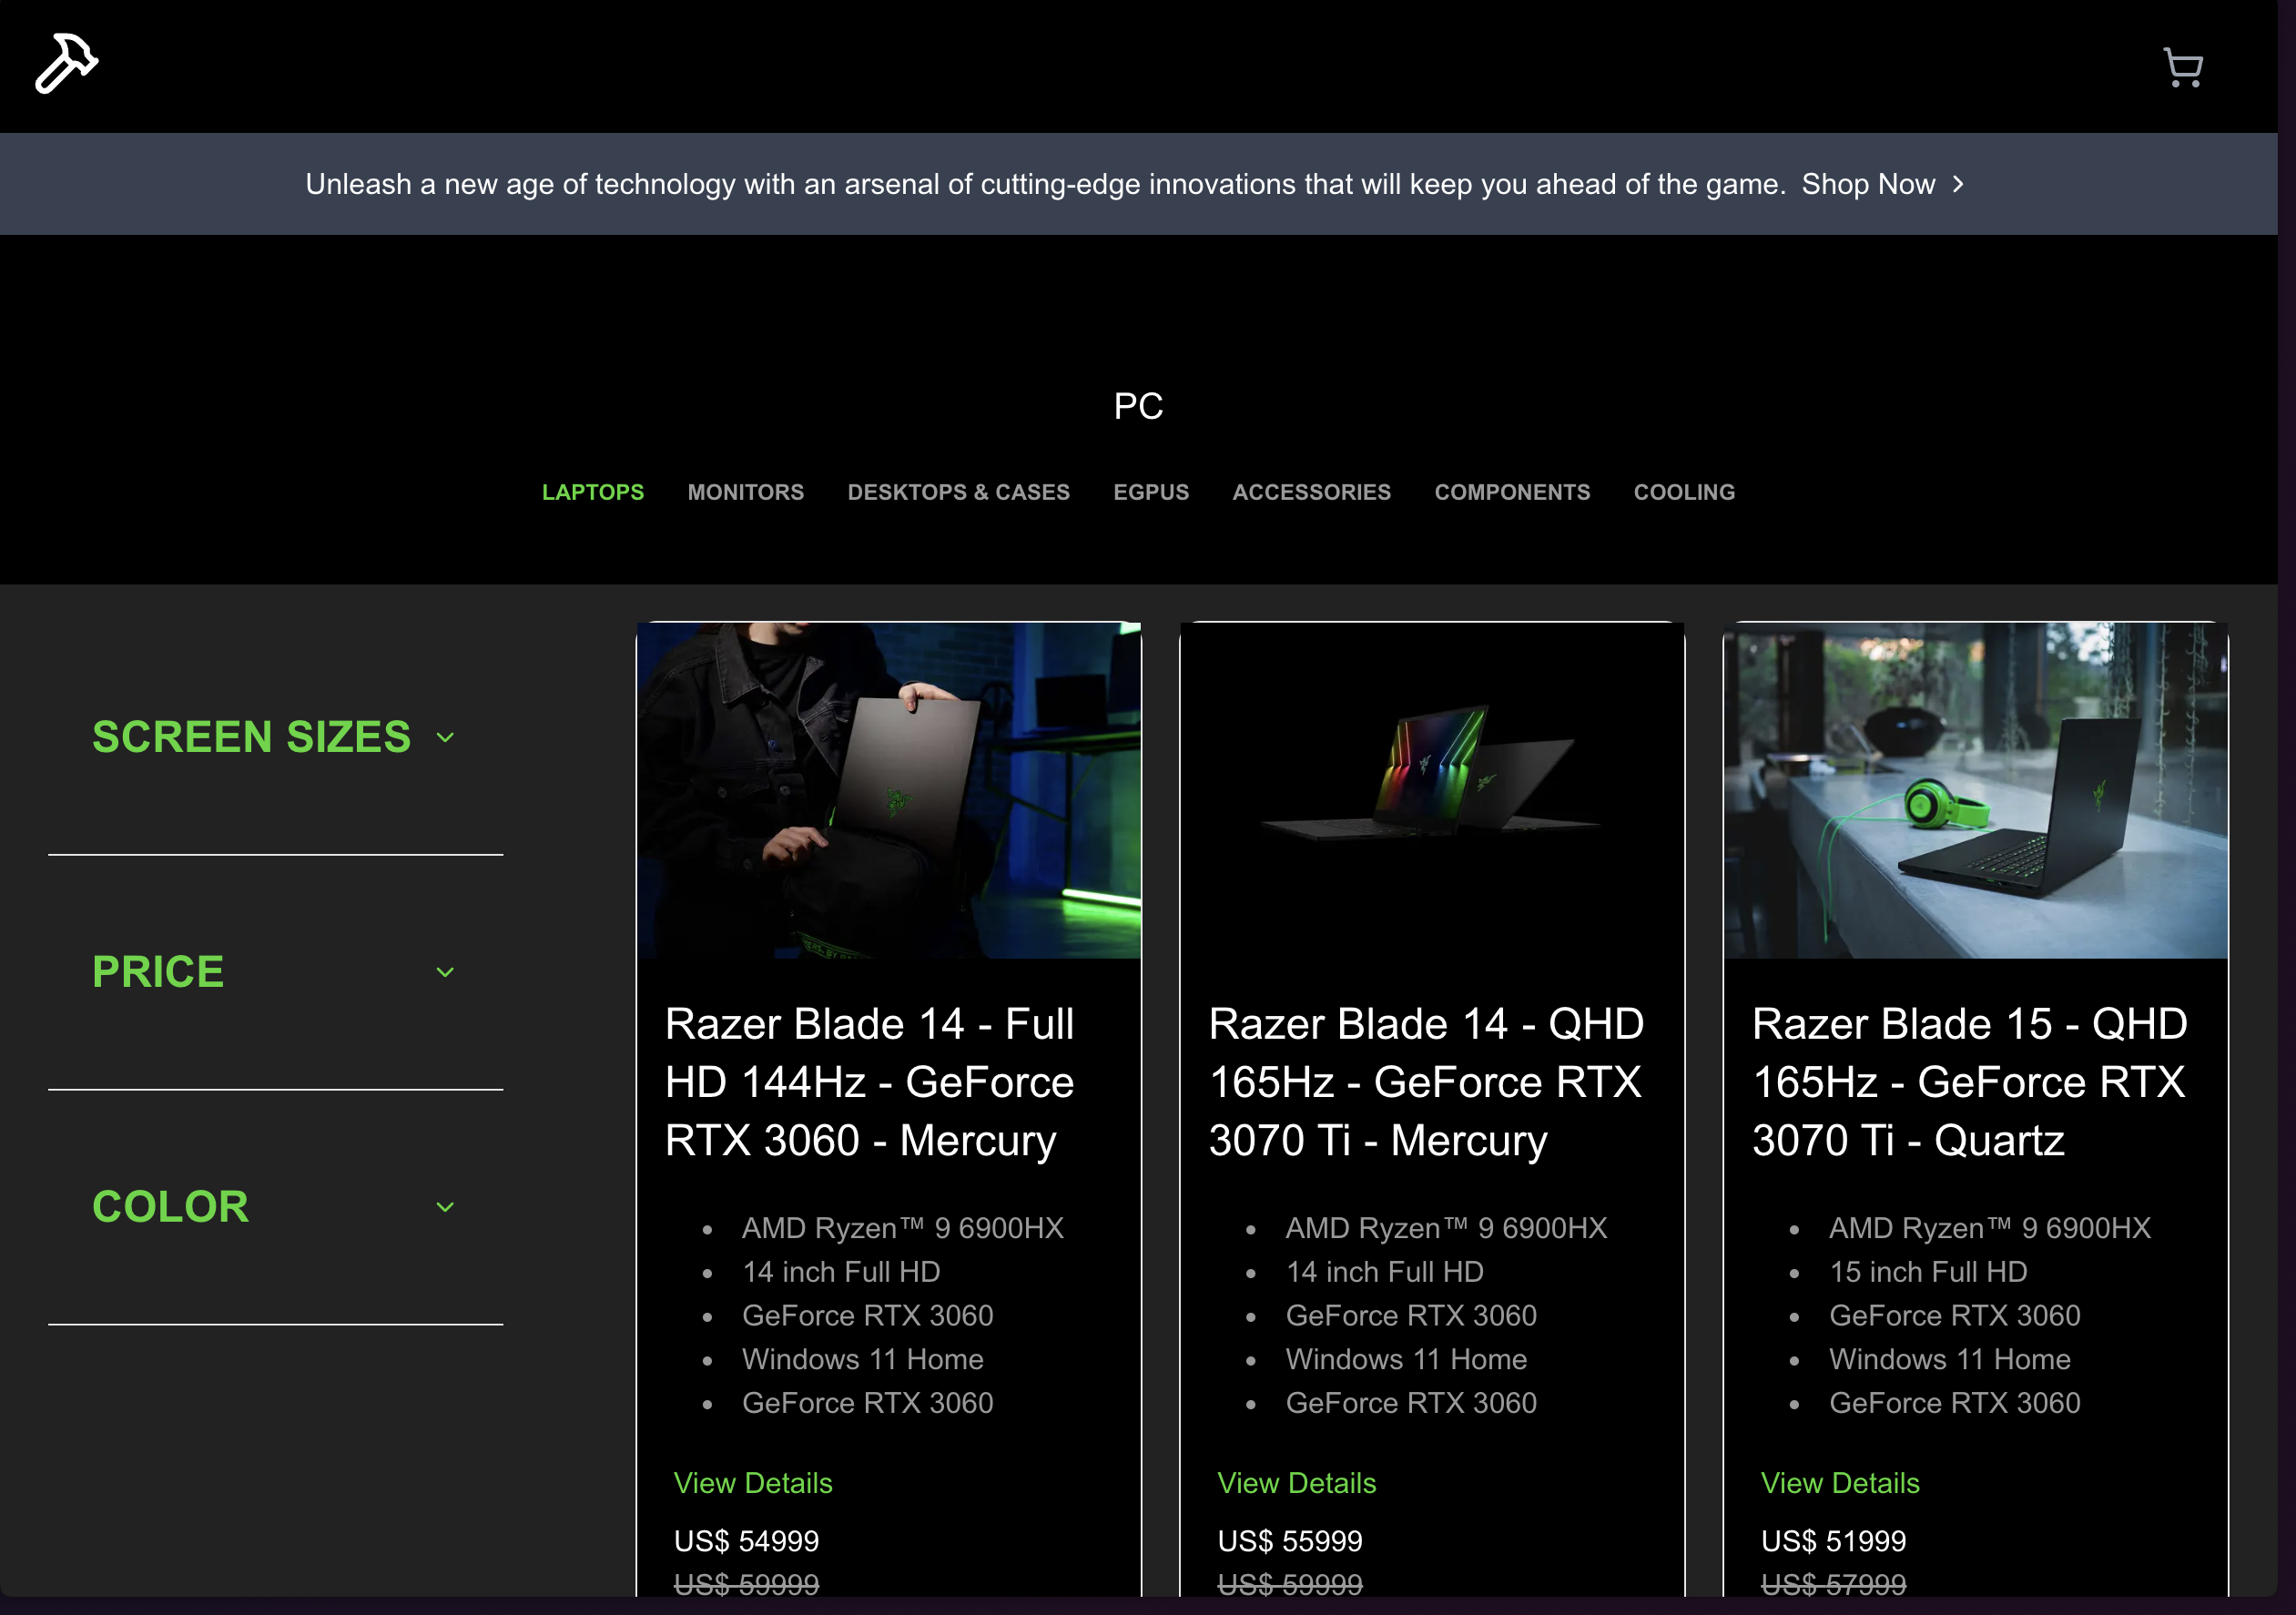 Unleash a new age of technology with an arsenal of cutting-edge innovations that will keep you ahead of the game. Shop Now
PC
LAPTOPS MONITORS DESKTOPS & CASES EGPUS ACCESSORIES COMPONENTS COOLING
SCREEN SIZES
PRICE
COLOR
Razer Blade 14 - Full
HD 144Hz - GeForce
RTX 3060 - Mercury
AMD Ryzen™ 9 6900HX
14 inch Full HD
GeForce RTX 3060
Windows 11 Home
GeForce RTX 3060
View Details
US$ 54999
US$ 59999
Razer Blade 14 - QHD
165Hz - GeForce RTX
3070 Ti - Mercury
AMD Ryzen™ 9 6900HX
14 inch Full HD
GeForce RTX 3060
Windows 11 Home
GeForce RTX 3060
View Details
US$ 55999
US$ 59999
Razer Blade 15 - QHD
165Hz - GeForce RTX
3070 Ti - Quartz
AMD Ryzen™ 9 6900HX
15 inch Full HD
GeForce RTX 3060
Windows 11 Home
GeForce RTX 3060
View Details
US$ 51999
US$ 57999